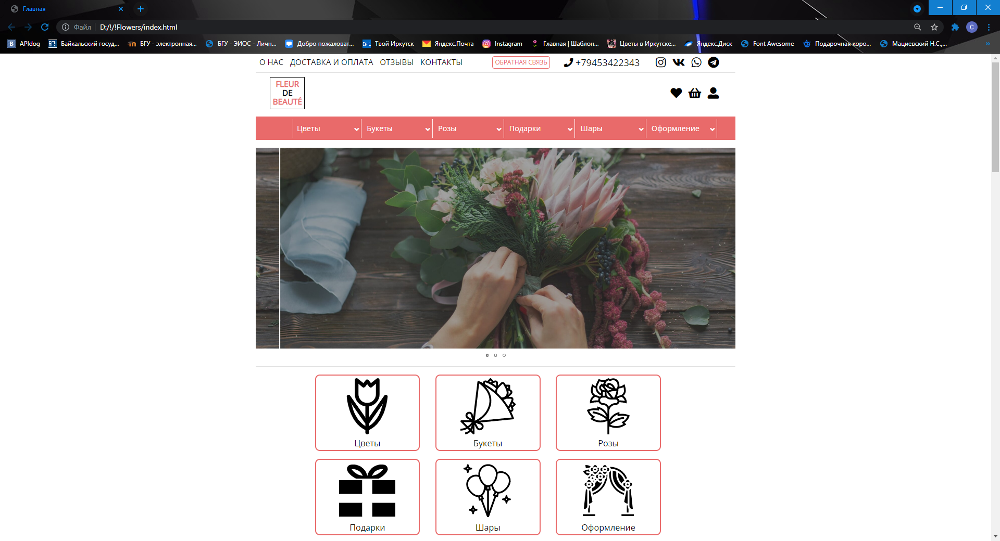 Главная
Файл D:/!/!Flowers/index.html
APIdog Байкальский госуд... БГУ - электронная... БГУ - ЭИОС - Личн... Добро пожаловат... Твой Иркутск Яндекс.Почта Instagram Главная | Шаблон... Цветы в Иркутске... Яндекс.Диск Font Awesome Подарочная коро... Мациевский Н.С.,...
О НАС ДОСТАВКА И ОПЛАТА ОТЗЫВЫ КОНТАКТЫ ОБРАТНАЯ СВЯЗЬ +79453422343
FLEUR
DE
BEAUTÉ
Цветы Букеты Розы Подарки Шары Оформление
Цветы Букеты Розы
Подарки Шары Оформление